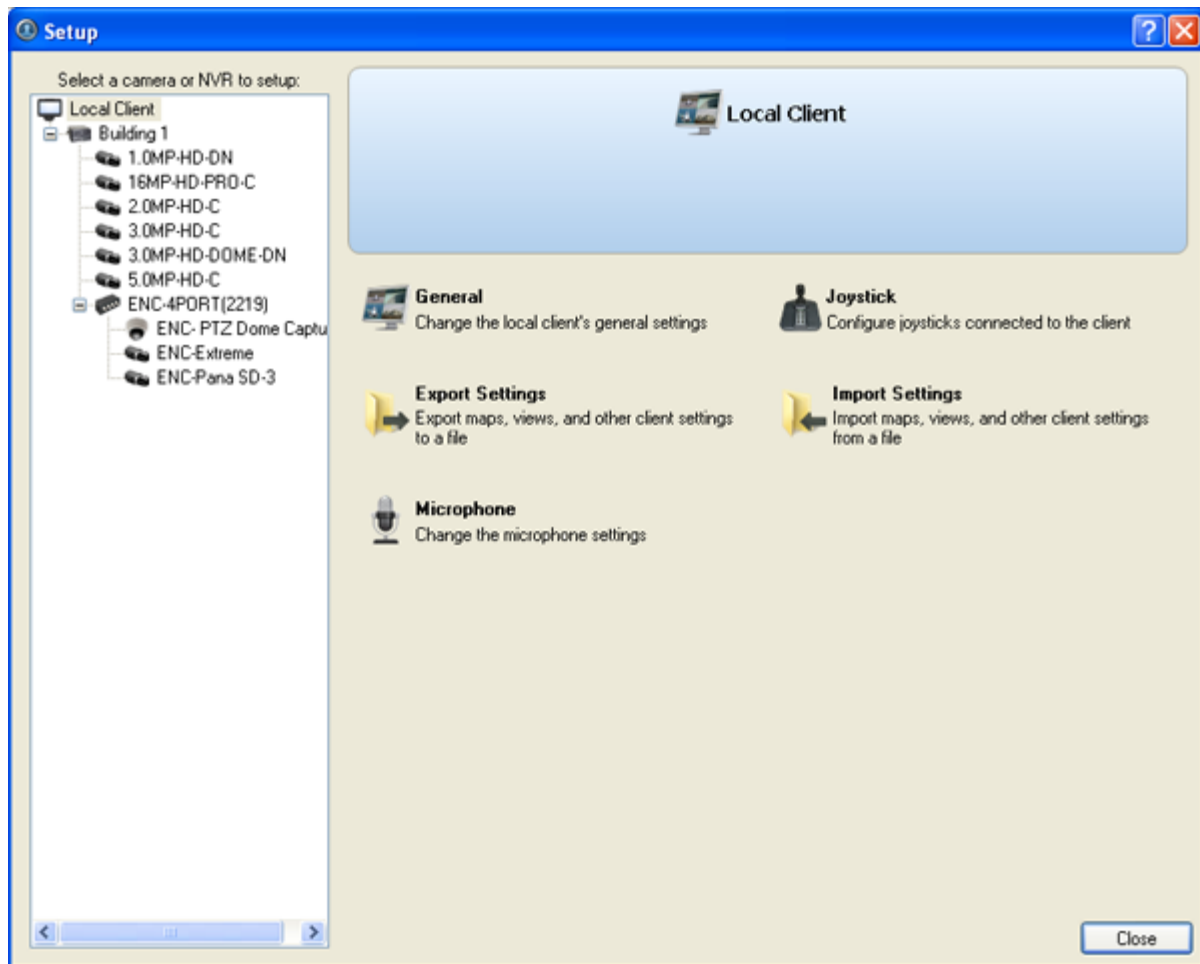 Setup
Select a camera or NVR to setup:
Local Client
Building 1
1.0MP-HD-DN
16MP-HD-PRO-C
2.0MP-HD-C
3.0MP-HD-C
3.0MP-HD-DOME-DN
5.0MP-HD-C
ENC-4PORT(2219)
ENC- PTZ Dome Captu
ENC-Extreme
ENC-Pana SD-3
Local Client
General
Change the local client's general settings
Joystick
Configure joysticks connected to the client
Export Settings
Export maps, views, and other client settings
to a file
Import Settings
Import maps, views, and other client settings
from a file
Microphone
Change the microphone settings
Close